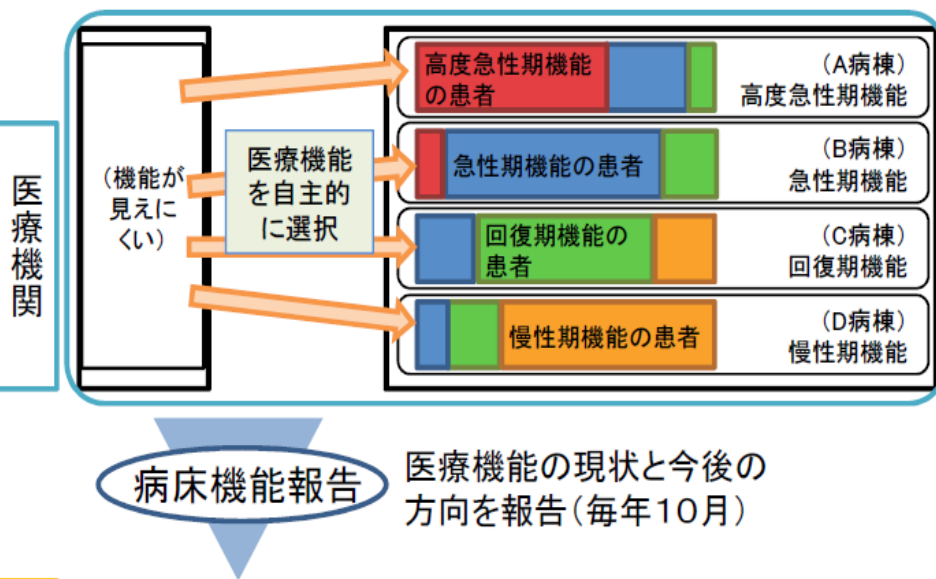 医療機関
(機能が
見えに
くい)
医療機能
を自主的
に選択
高度急性期機能
の患者
(A病棟)
高度急性期機能
急性期機能の患者
(B病棟)
急性期機能
回復期機能の
患者
(C病棟)
回復期機能
慢性期機能の患者
(D病棟)
慢性期機能
病床機能報告
医療機能の現状と今後の
方向を報告(毎年10月)